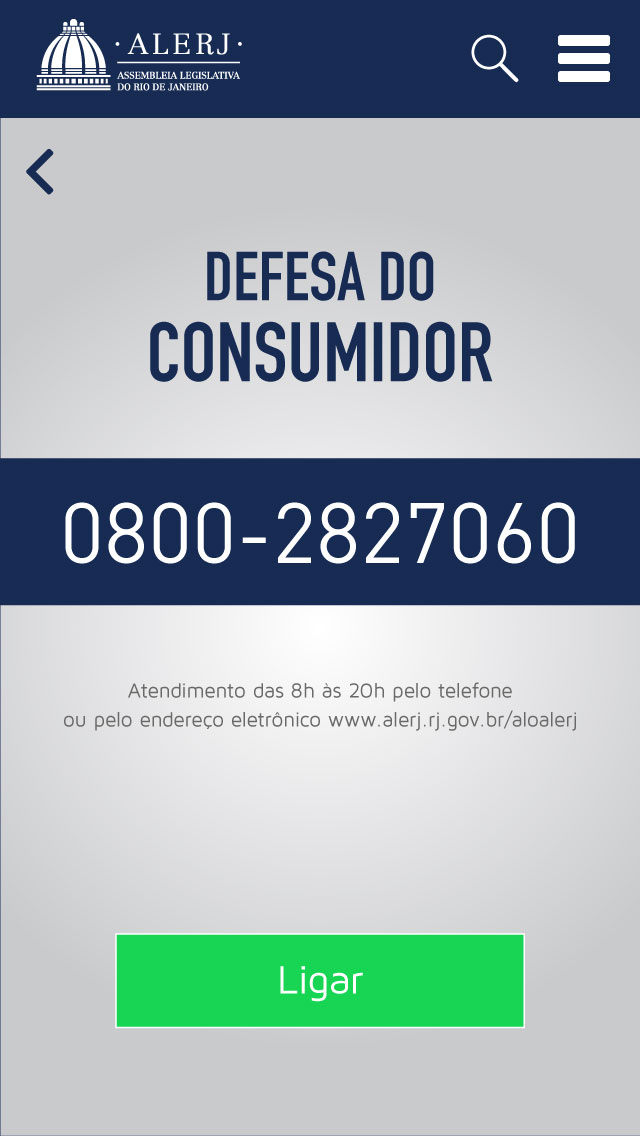 · ALERJ ·
ASSEMBLEIA LEGISLATIVA
DO RIO DE JANEIRO
DEFESA DO
CONSUMIDOR
0800-2827060
Atendimento das 8h às 20h pelo telefone
ou pelo endereço eletrônico www.alerj.rj.gov.br/aloalerj
Ligar